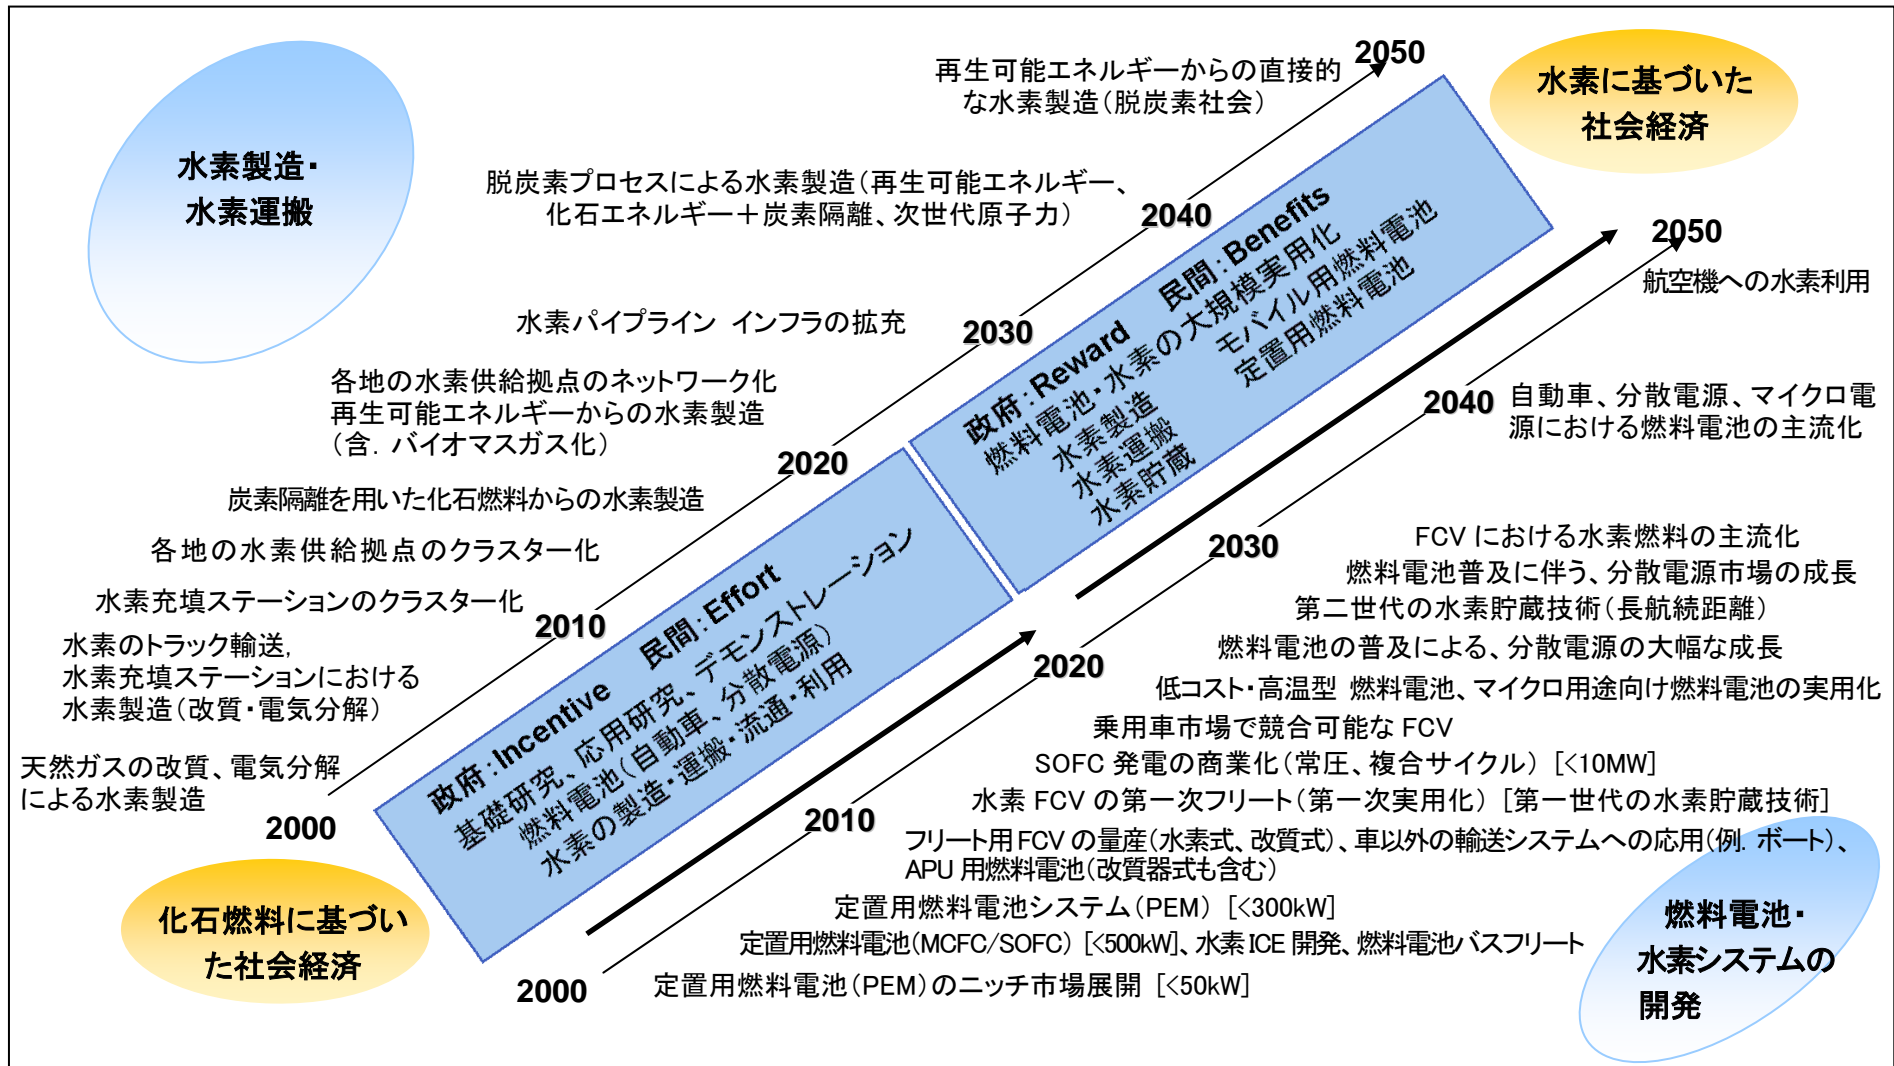 2050
再生可能エネルギーからの直接的
な水素製造(脱炭素社会)
水素に基づいた
社会経済
水素製造・
水素運搬
脱炭素プロセスによる水素製造(再生可能エネルギー、
化石エネルギー+炭素隔離、次世代原子力)
2040
水素パイプライン インフラの拡充
2030
各地の水素供給拠点のネットワーク化
再生可能エネルギーからの水素製造
(含. バイオマスガス化)
2020
炭素隔離を用いた化石燃料からの水素製造
各地の水素供給拠点のクラスター化
水素充填ステーションのクラスター化
2010
水素のトラック輸送,
水素充填ステーションにおける
水素製造(改質・電気分解)
天然ガスの改質、電気分解
による水素製造
2000
化石燃料に基づい
た社会経済
政府:Reward 民間:Benefits
燃料電池・水素の大規模実用化
水素製造 モバイル用燃料電池
水素運搬 定置用燃料電池
水素貯蔵
政府:Incentive 民間:Effort
基礎研究、応用研究、デモンストレーション
燃料電池(自動車、分散電源)
水素の製造・運搬・流通・利用
2050
航空機への水素利用
2040
自動車、分散電源、マイクロ電
源における燃料電池の主流化
2030
FCV における水素燃料の主流化
燃料電池普及に伴う、分散電源市場の成長
第二世代の水素貯蔵技術(長航続距離)
燃料電池の普及による、分散電源の大幅な成長
2020
低コスト・高温型 燃料電池、マイクロ用途向け燃料電池の実用化
乗用車市場で競合可能な FCV
SOFC 発電の商業化(常圧、複合サイクル) [<10MW]
水素 FCV の第一次フリート(第一次実用化) [第一世代の水素貯蔵技術]
2010
フリート用 FCV の量産(水素式、改質式)、車以外の輸送システムへの応用(例. ボート)、
APU 用燃料電池(改質器式も含む)
定置用燃料電池システム(PEM) [<300kW]
定置用燃料電池(MCFC/SOFC) [<500kW]、水素 ICE 開発、燃料電池バスフリート
2000
定置用燃料電池(PEM)のニッチ市場展開 [<50kW]
燃料電池・
水素システムの
開発